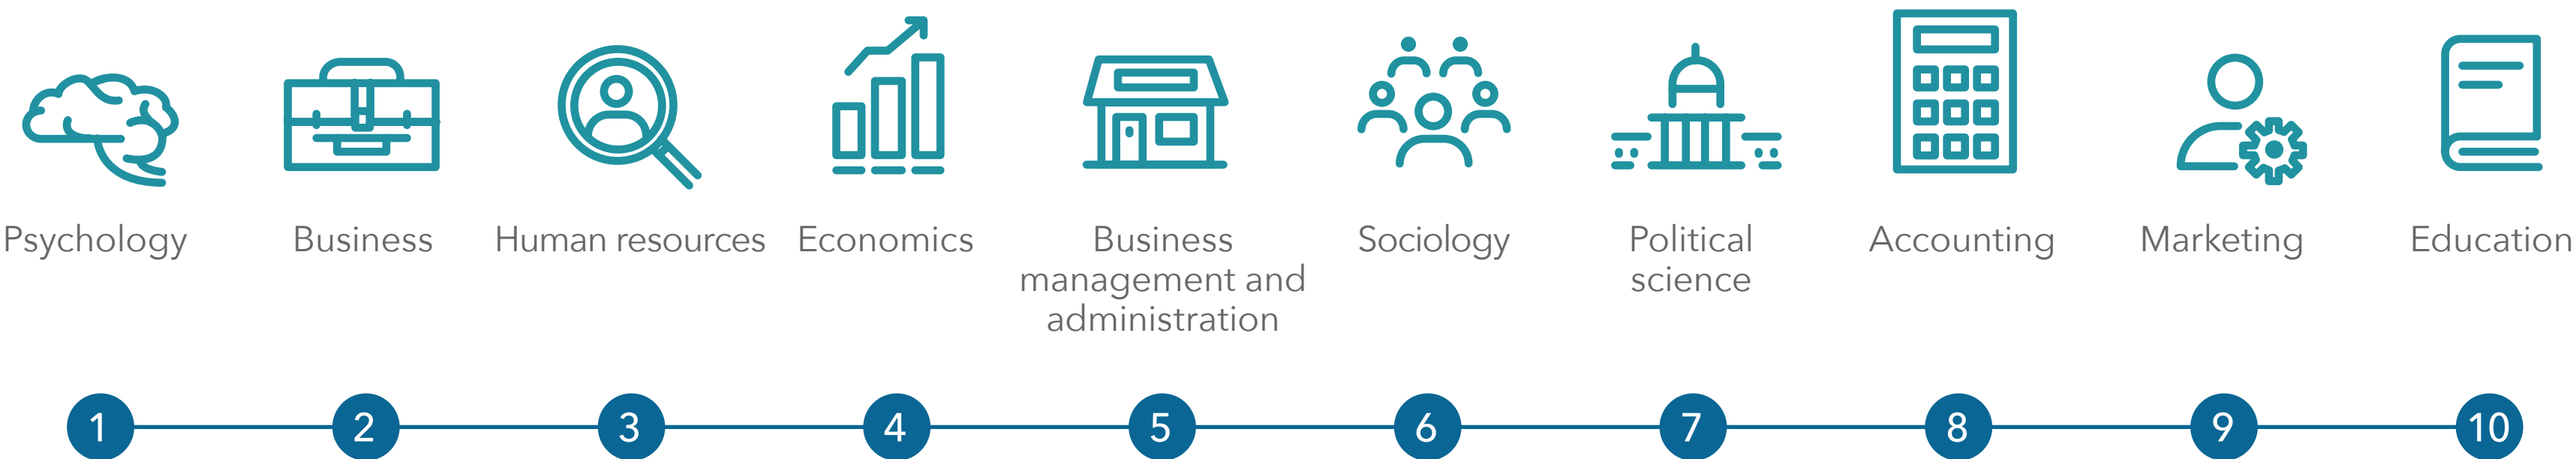 Psychology
Business
Human resources
Economics
Business
management and
administration
Sociology
Political
science
Accounting
Marketing
Education
1
2
3
4
5
6
7
8
9
10